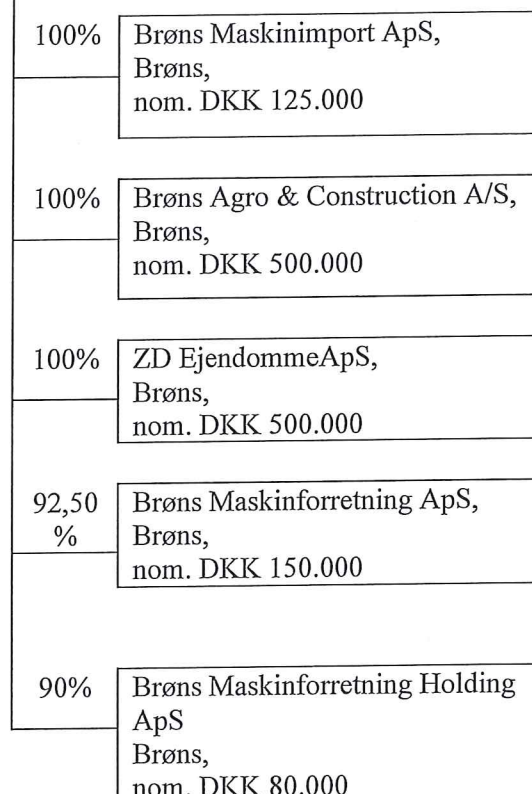 100%
Brøns Maskinimport ApS,
Brøns,
nom. DKK 125.000
100%
Brøns Agro & Construction A/S,
Brøns,
nom. DKK 500.000
100%
ZD EjendommeApS,
Brøns,
nom. DKK 500.000
92,50
%
Brøns Maskinforretning ApS,
Brøns,
nom. DKK 150.000
90%
Brøns Maskinforretning Holding
ApS
Brøns,
nom. DKK 80.000